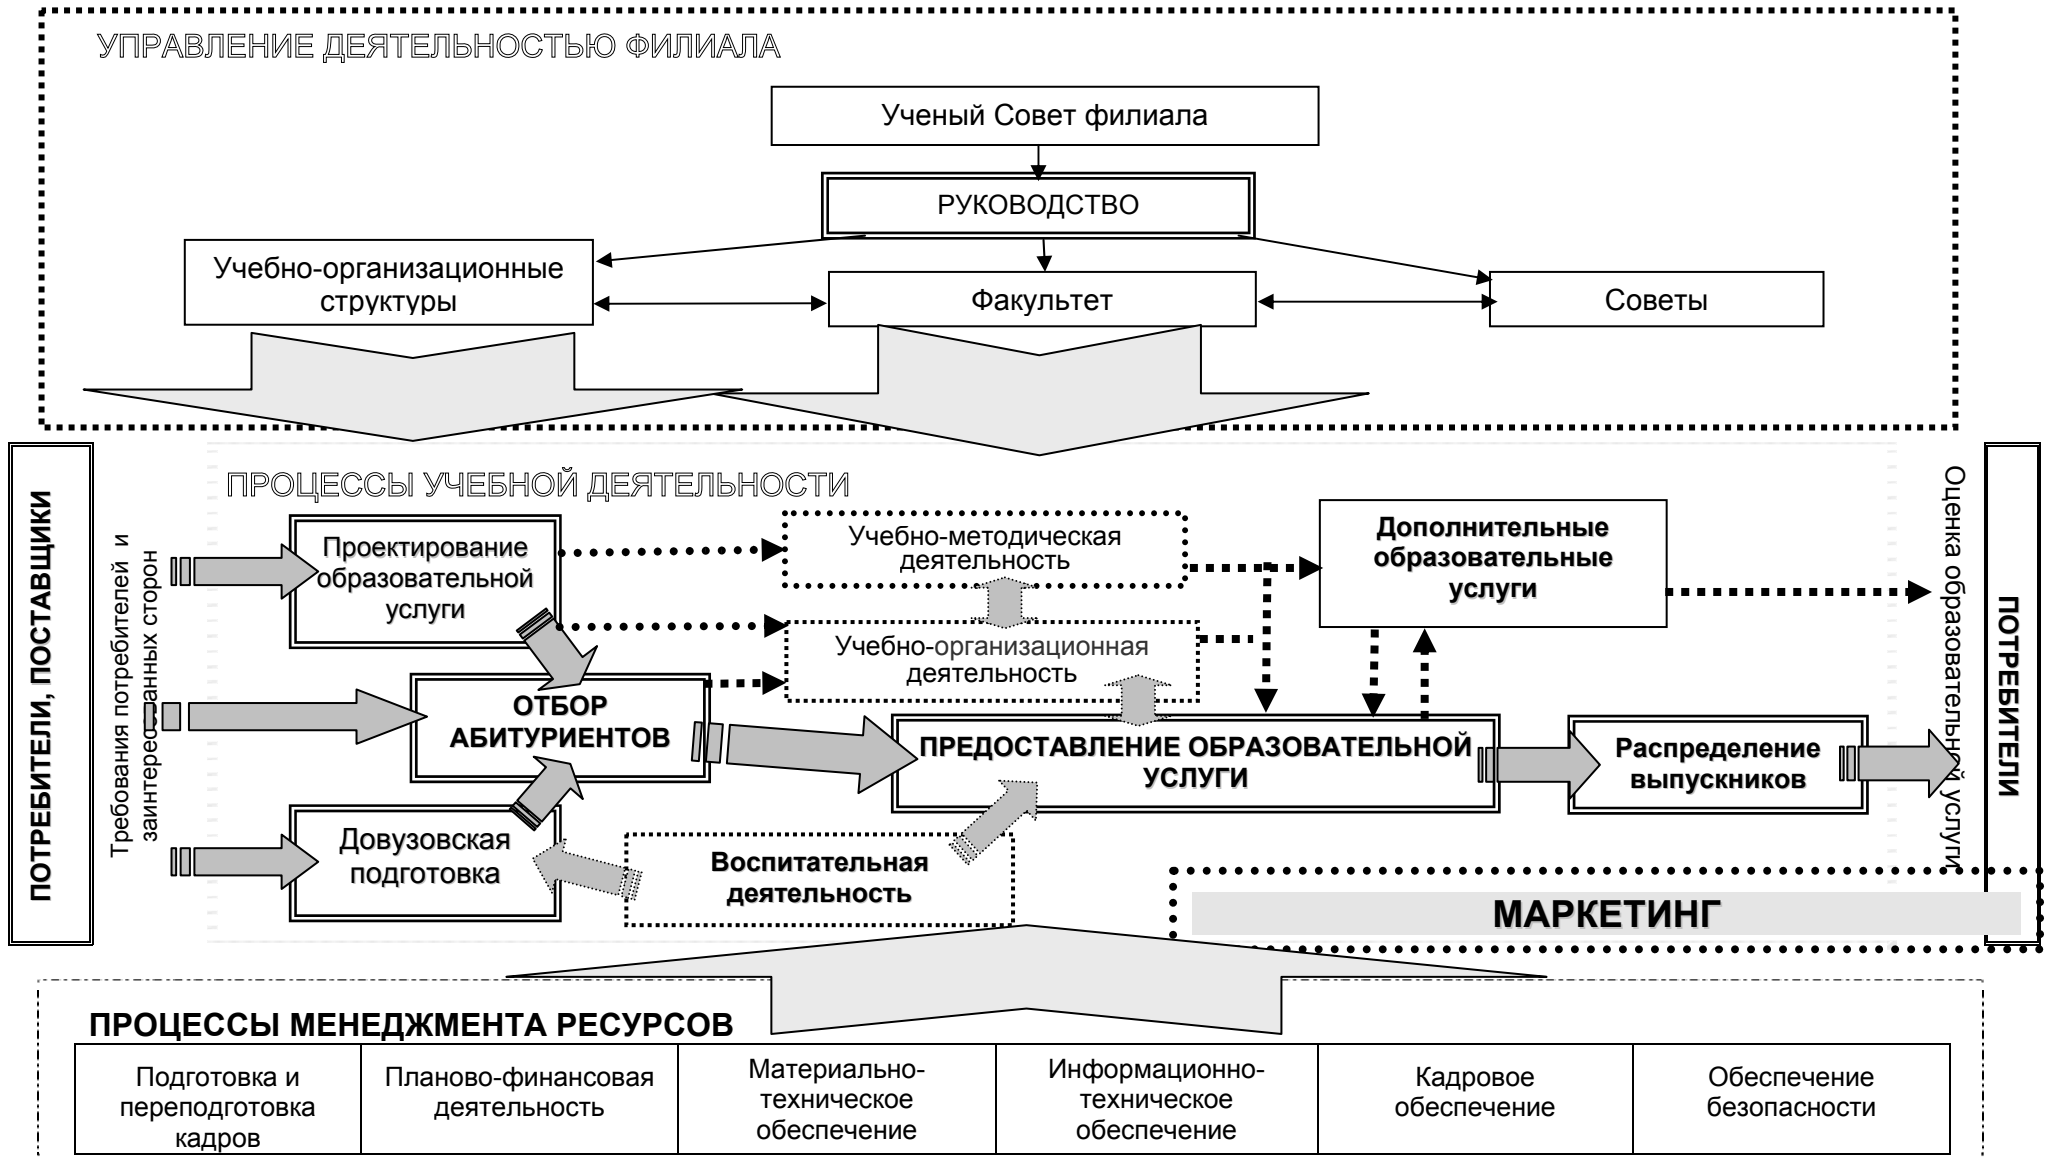 УПРАВЛЕНИЕ ДЕЯТЕЛЬНОСТЬЮ ФИЛИАЛА
Ученый Совет филиала
РУКОВОДСТВО
Учебно-организационные
структуры
Факультет
Советы
ПОТРЕБИТЕЛИ, ПОСТАВЩИКИ
Требования потребителей и
заинтересованных сторон
ПРОЦЕССЫ УЧЕБНОЙ ДЕЯТЕЛЬНОСТИ
Проектирование
образовательной
услуги
Учебно-методическая
деятельность
Дополнительные
образовательные
услуги
Учебно-организационная
деятельность
ОТБОР
АБИТУРИЕНТОВ
ПРЕДОСТАВЛЕНИЕ ОБРАЗОВАТЕЛЬНОЙ
УСЛУГИ
Распределение
выпускников
Довузовская
подготовка
Воспитательная
деятельность
Оценка образовательной услуги
ПОТРЕБИТЕЛИ
МАРКЕТИНГ
ПРОЦЕССЫ МЕНЕДЖМЕНТА РЕСУРСОВ
Подготовка и
переподготовка
кадров
Планово-финансовая
деятельность
Материально-
техническое
обеспечение
Информационно-
техническое
обеспечение
Кадровое
обеспечение
Обеспечение
безопасности